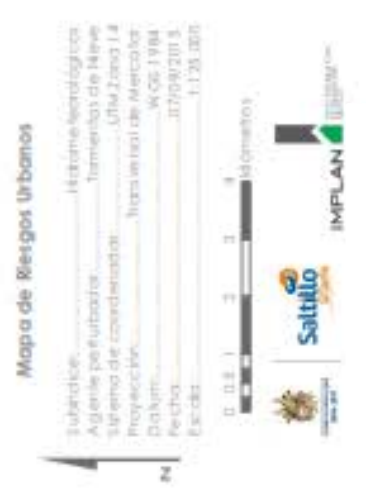 Mapa de Riesgos Urbanos
Subíndice Hidrometeorológicos
Agente perturbador Tormentas de Nieve
Sistema de coordenadas UTM Zona 14
Proyección Transversal de Mercator
Datum WGS 1984
Fecha 07/09/2015
Escala 1:125,000
N
0 0.5 1 2 3 4
Kilómetros
Saltillo
IMPLAN